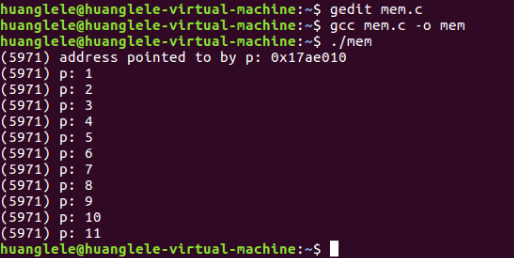 huanglele@huanglele-virtual-machine:~$ gedit mem.c
huanglele@huanglele-virtual-machine:~$ gcc mem.c -o mem
huanglele@huanglele-virtual-machine:~$ ./mem
(5971) address pointed to by p: 0x17ae010
(5971) p: 1
(5971) p: 2
(5971) p: 3
(5971) p: 4
(5971) p: 5
(5971) p: 6
(5971) p: 7
(5971) p: 8
(5971) p: 9
(5971) p: 10
(5971) p: 11
huanglele@huanglele-virtual-machine:~$